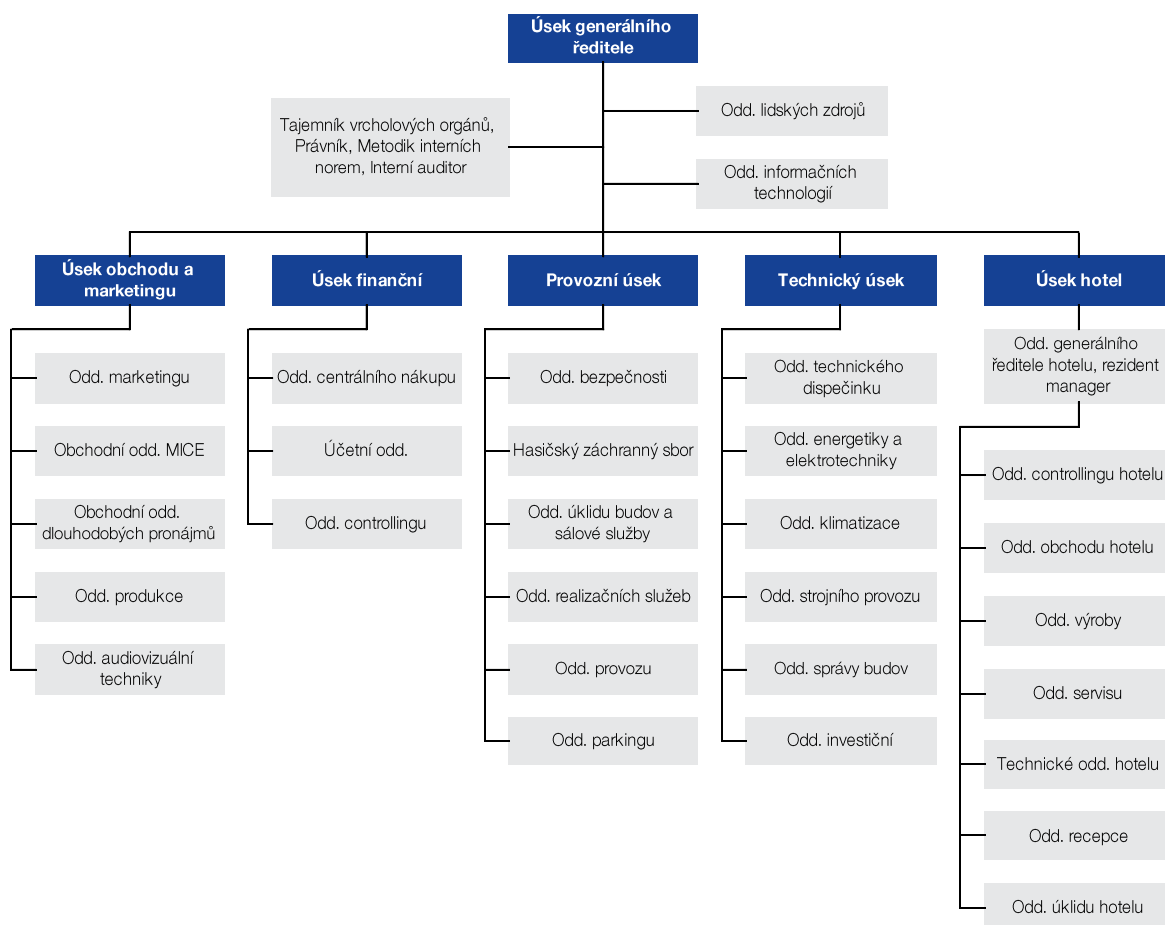 Úsek generálního
ředitele
Tajemník vrcholových orgánů,
Právník, Metodik interních
norem, Interní auditor
Odd. lidských zdrojů
Odd. informačních
technologií
Úsek obchodu a
marketingu
Odd. marketingu
Obchodní odd. MICE
Obchodní odd.
dlouhodobých pronájmů
Odd. produkce
Odd. audiovizuální
techniky
Úsek finanční
Odd. centrálního nákupu
Účetní odd.
Odd. controllingu
Provozní úsek
Odd. bezpečnosti
Hasičský záchranný sbor
Odd. úklidu budov a
sálové služby
Odd. realizačních služeb
Odd. provozu
Odd. parkingu
Technický úsek
Odd. technického
dispečinku
Odd. energetiky a
elektrotechniky
Odd. klimatizace
Odd. strojního provozu
Odd. správy budov
Odd. investiční
Úsek hotel
Odd. generálního
ředitele hotelu, rezident
manager
Odd. controllingu hotelu
Odd. obchodu hotelu
Odd. výroby
Odd. servisu
Technické odd. hotelu
Odd. recepce
Odd. úklidu hotelu